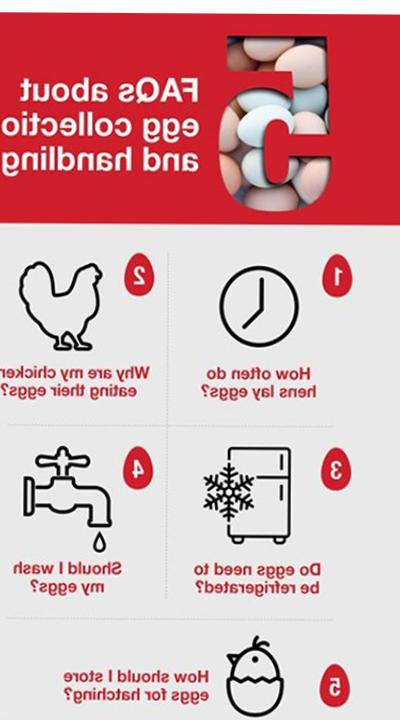 5
FAQs about
egg collectio
and handling
1
How often do
hens lay eggs?
2
Why are my chicken
eating their eggs?
3
Do eggs need to
be refrigerated?
4
Should I wash
my eggs?
5
How should I store
eggs for hatching?